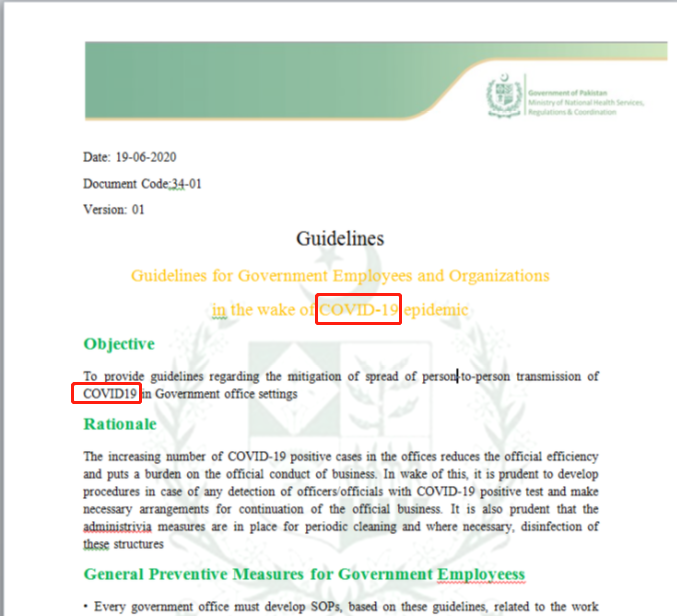 Government of Pakistan
Ministry of National Health Services,
Regulations & Coordination
Date: 19-06-2020
Document Code:34-01
Version: 01
Guidelines
Guidelines for Government Employees and Organizations
in the wake of COVID-19 epidemic
Objective
To provide guidelines regarding the mitigation of spread of person-to-person transmission of
COVID19 in Government office settings
Rationale
The increasing number of COVID-19 positive cases in the offices reduces the official efficiency
and puts a burden on the official conduct of business. In wake of this, it is prudent to develop
procedures in case of any detection of officers/officials with COVID-19 positive test and make
necessary arrangements for continuation of the official business. It is also prudent that the
administrivia measures are in place for periodic cleaning and where necessary, disinfection of
these structures
General Preventive Measures for Government Employeess
• Every government office must develop SOPs, based on these guidelines, related to the work